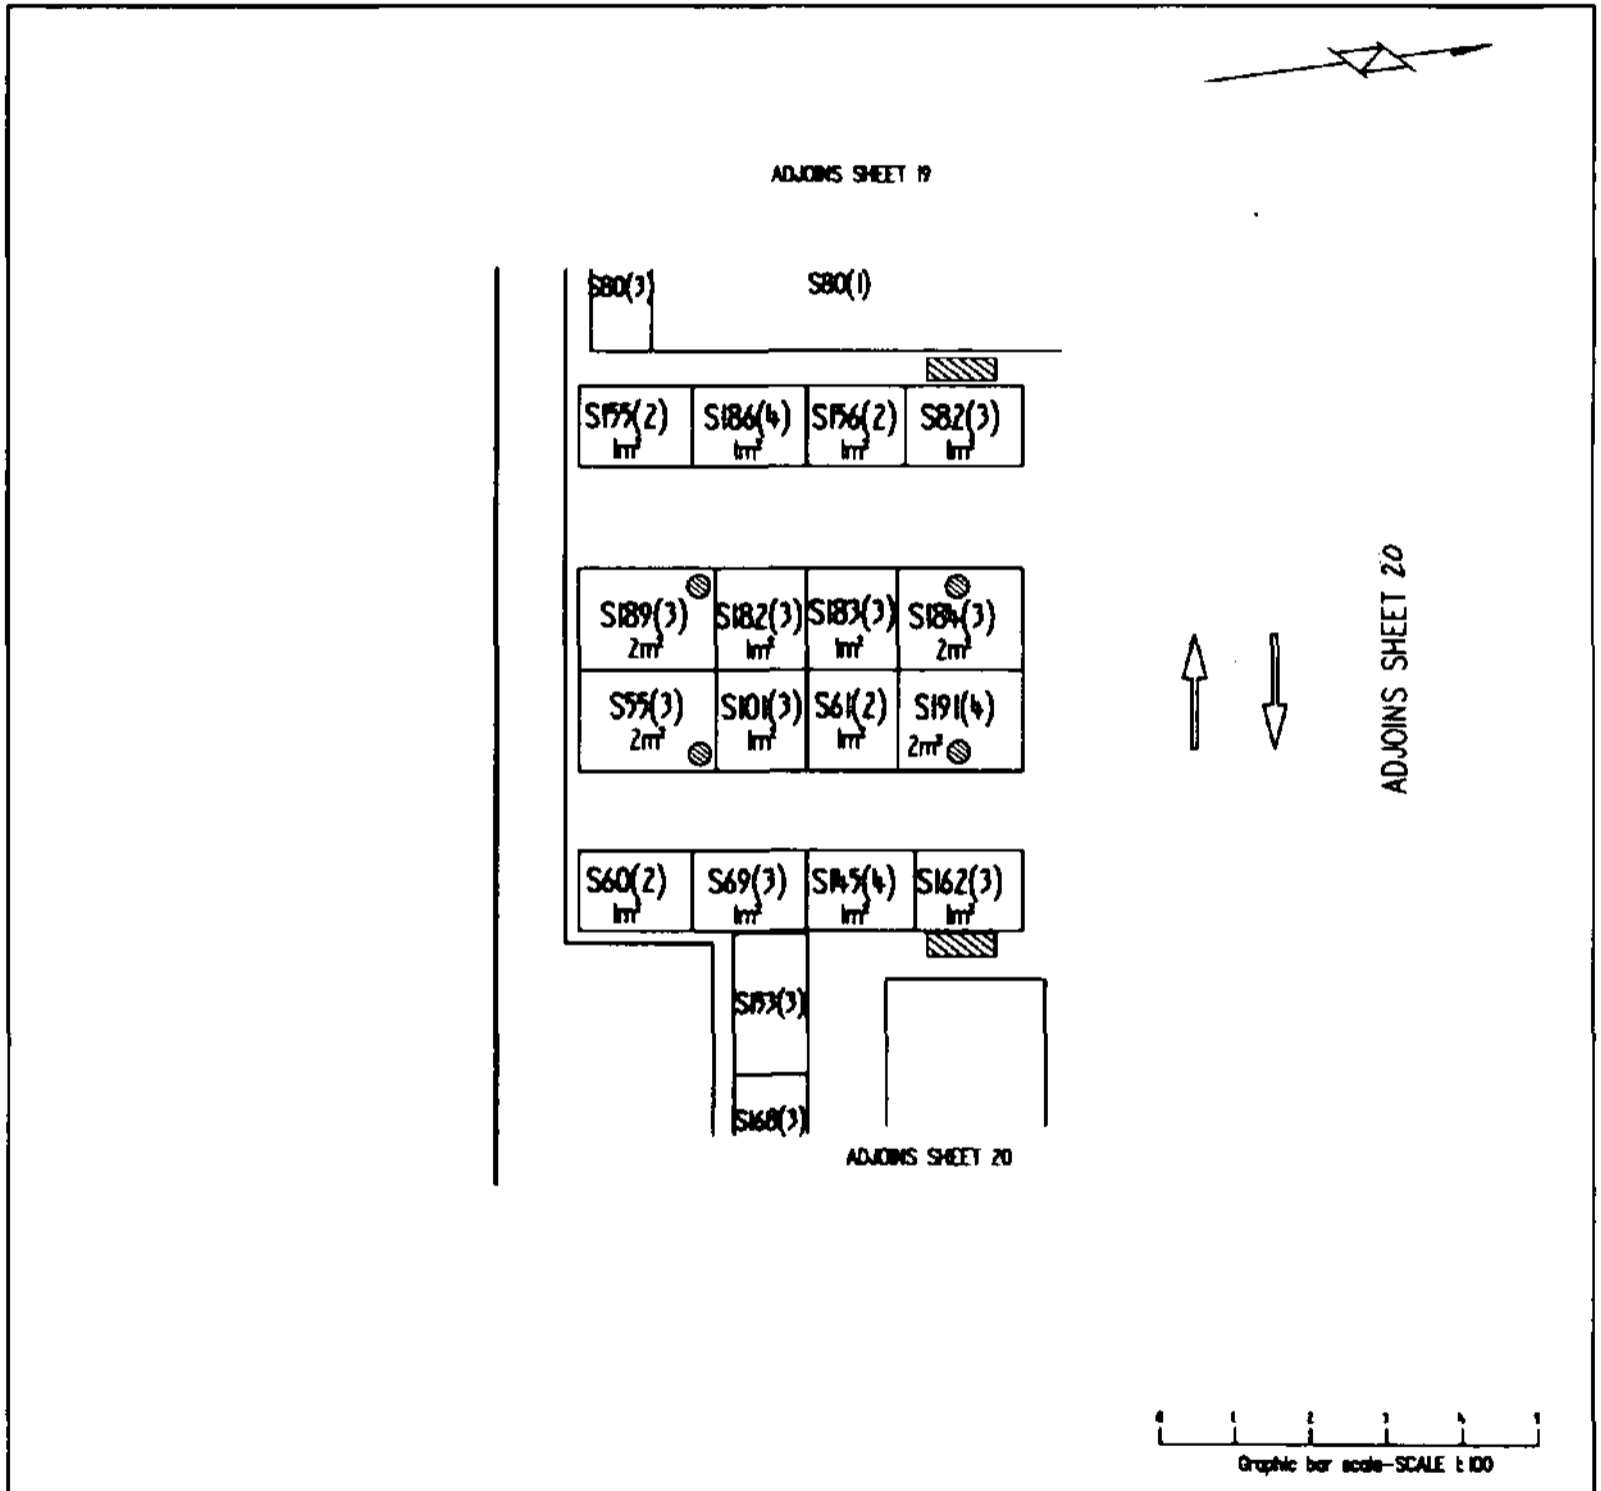 ADJOINS SHEET 19
S80(3)
S80(1)
S155(2)
1m²
S186(4)
1m²
S156(2)
1m²
S82(3)
1m²
S189(3)
2m²
S182(3)
1m²
S183(3)
1m²
S184(3)
2m²
S55(3)
2m²
S101(3)
1m²
S61(2)
1m²
S191(4)
2m²
ADJOINS SHEET 20
S60(2)
1m²
S69(3)
1m²
S145(4)
1m²
S162(3)
1m²
S153(3)
S168(3)
ADJOINS SHEET 20
0 1 2 3 4 5
Graphic bar scale-SCALE 1:100